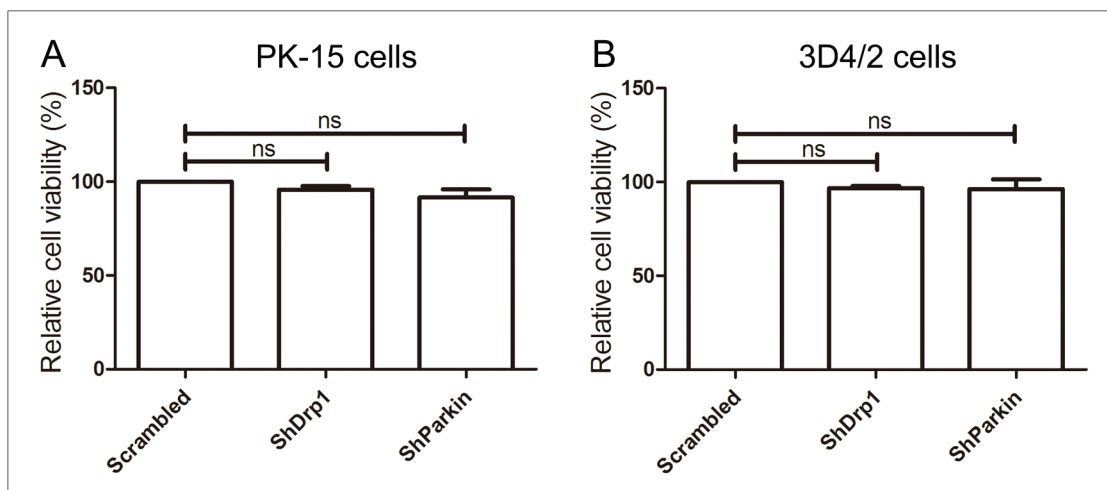 A
PK-15 cells
Relative cell viability (%)
150
100
50
0
ns
ns
Scrambled
ShDrp1
ShParkin
B
3D4/2 cells
Relative cell viability (%)
150
100
50
0
ns
ns
Scrambled
ShDrp1
ShParkin